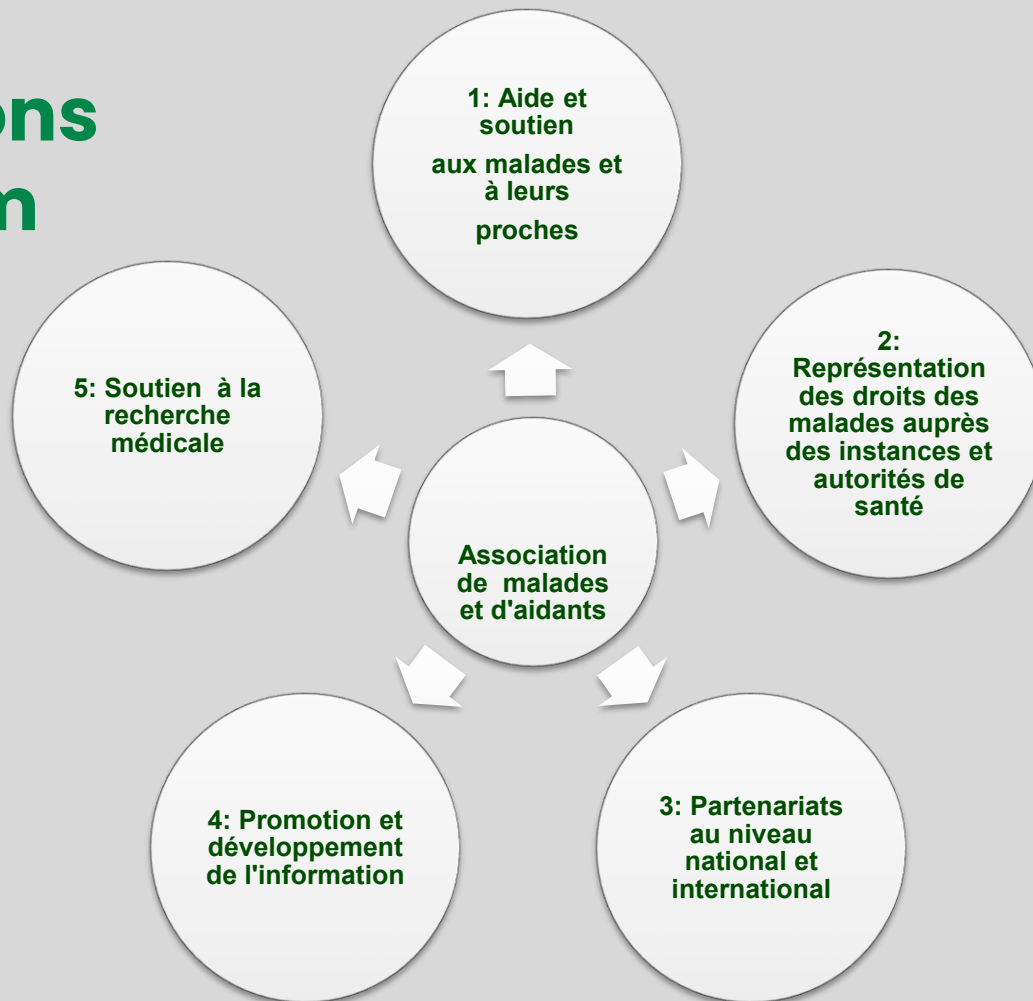 1: Aide et
soutien
aux malades et
à leurs
proches
2:
Représentation
des droits des
malades auprès
des instances et
autorités de
santé
5: Soutien  à la
recherche
médicale
Association
de  malades
et d'aidants
3: Partenariats
au niveau
national et
international
4: Promotion et
développement
de l'information